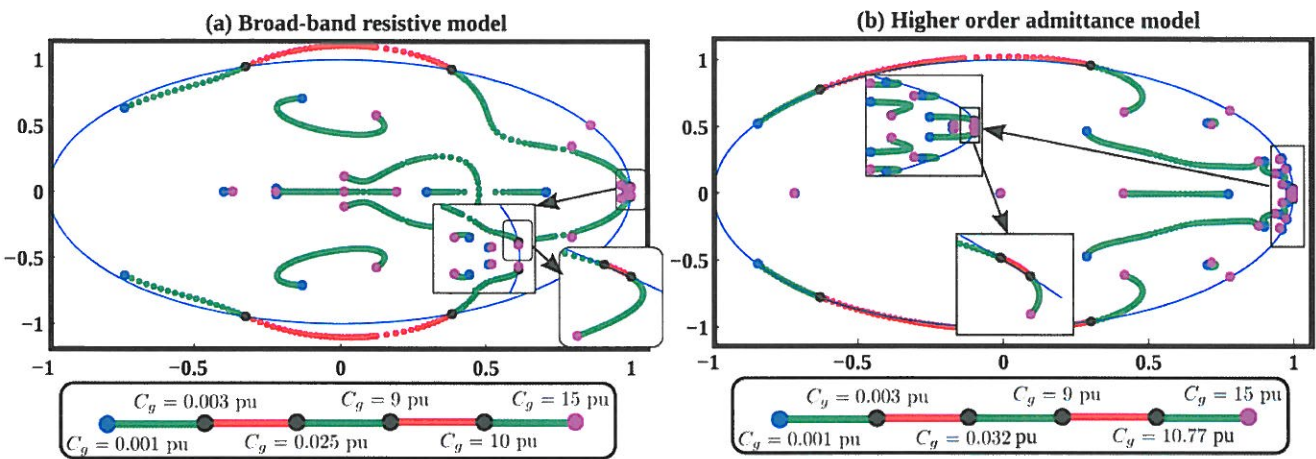 (a) Broad-band resistive model
1
0.5
0
−0.5
−1
−1
−0.5
0
0.5
1
C_g = 0.003 pu
C_g = 9 pu
C_g = 15 pu
C_g = 0.001 pu
C_g = 0.025 pu
C_g = 10 pu
(b) Higher order admittance model
1
0.5
0
−0.5
−1
−1
−0.5
0
0.5
1
C_g = 0.003 pu
C_g = 9 pu
C_g = 15 pu
C_g = 0.001 pu
C_g = 0.032 pu
C_g = 10.77 pu